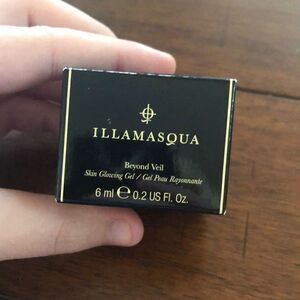 ILLAMASQUA
Beyond Veil
Skin Glowing Gel / Gel Peau Rayonnante
6 ml ℮ 0.2 US Fl. Oz.